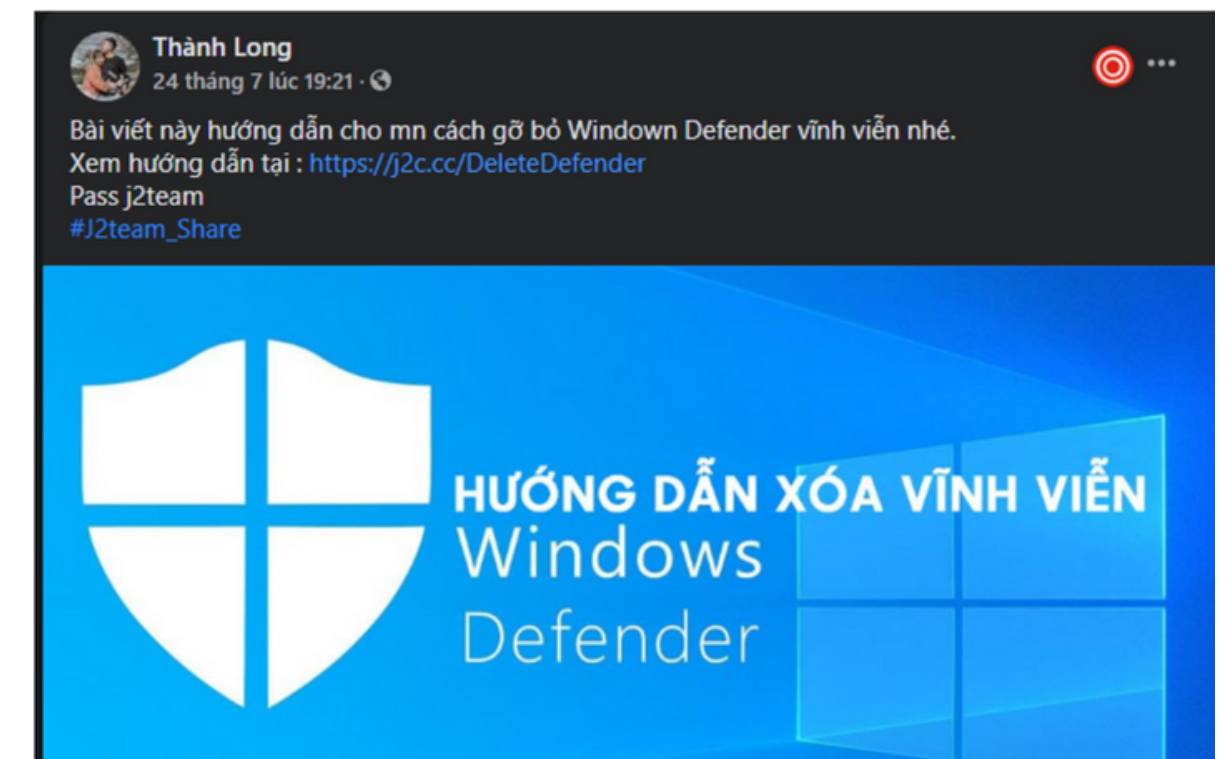 Thành Long
24 tháng 7 lúc 19:21 ·
Bài viết này hướng dẫn cho mn cách gỡ bỏ Windown Defender vĩnh viễn nhé.
Xem hướng dẫn tại : https://j2c.cc/DeleteDefender
Pass j2team
#J2team_Share
HƯỚNG DẪN XÓA VĨNH VIỄN
Windows
Defender